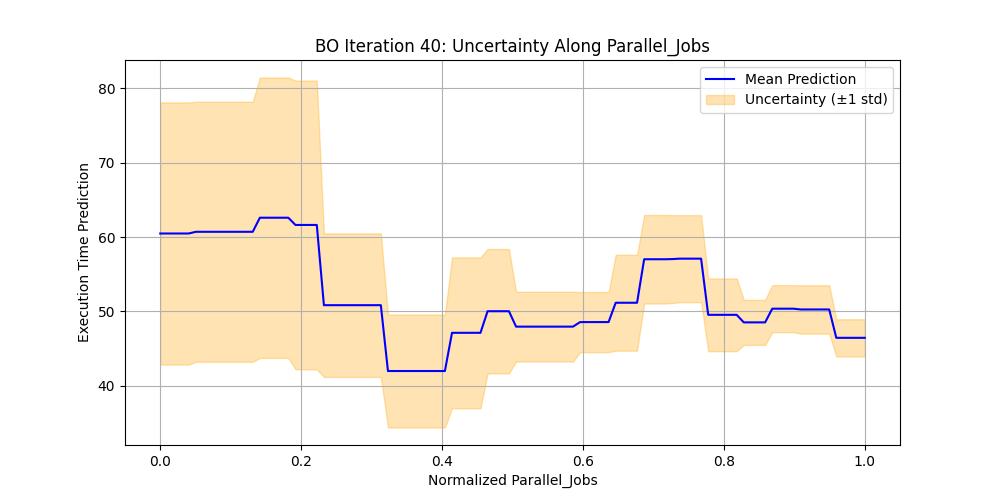 BO Iteration 40: Uncertainty Along Parallel_Jobs
Mean Prediction
Uncertainty (±1 std)
Execution Time Prediction
80
70
60
50
40
0.0 0.2 0.4 0.6 0.8 1.0
Normalized Parallel_Jobs